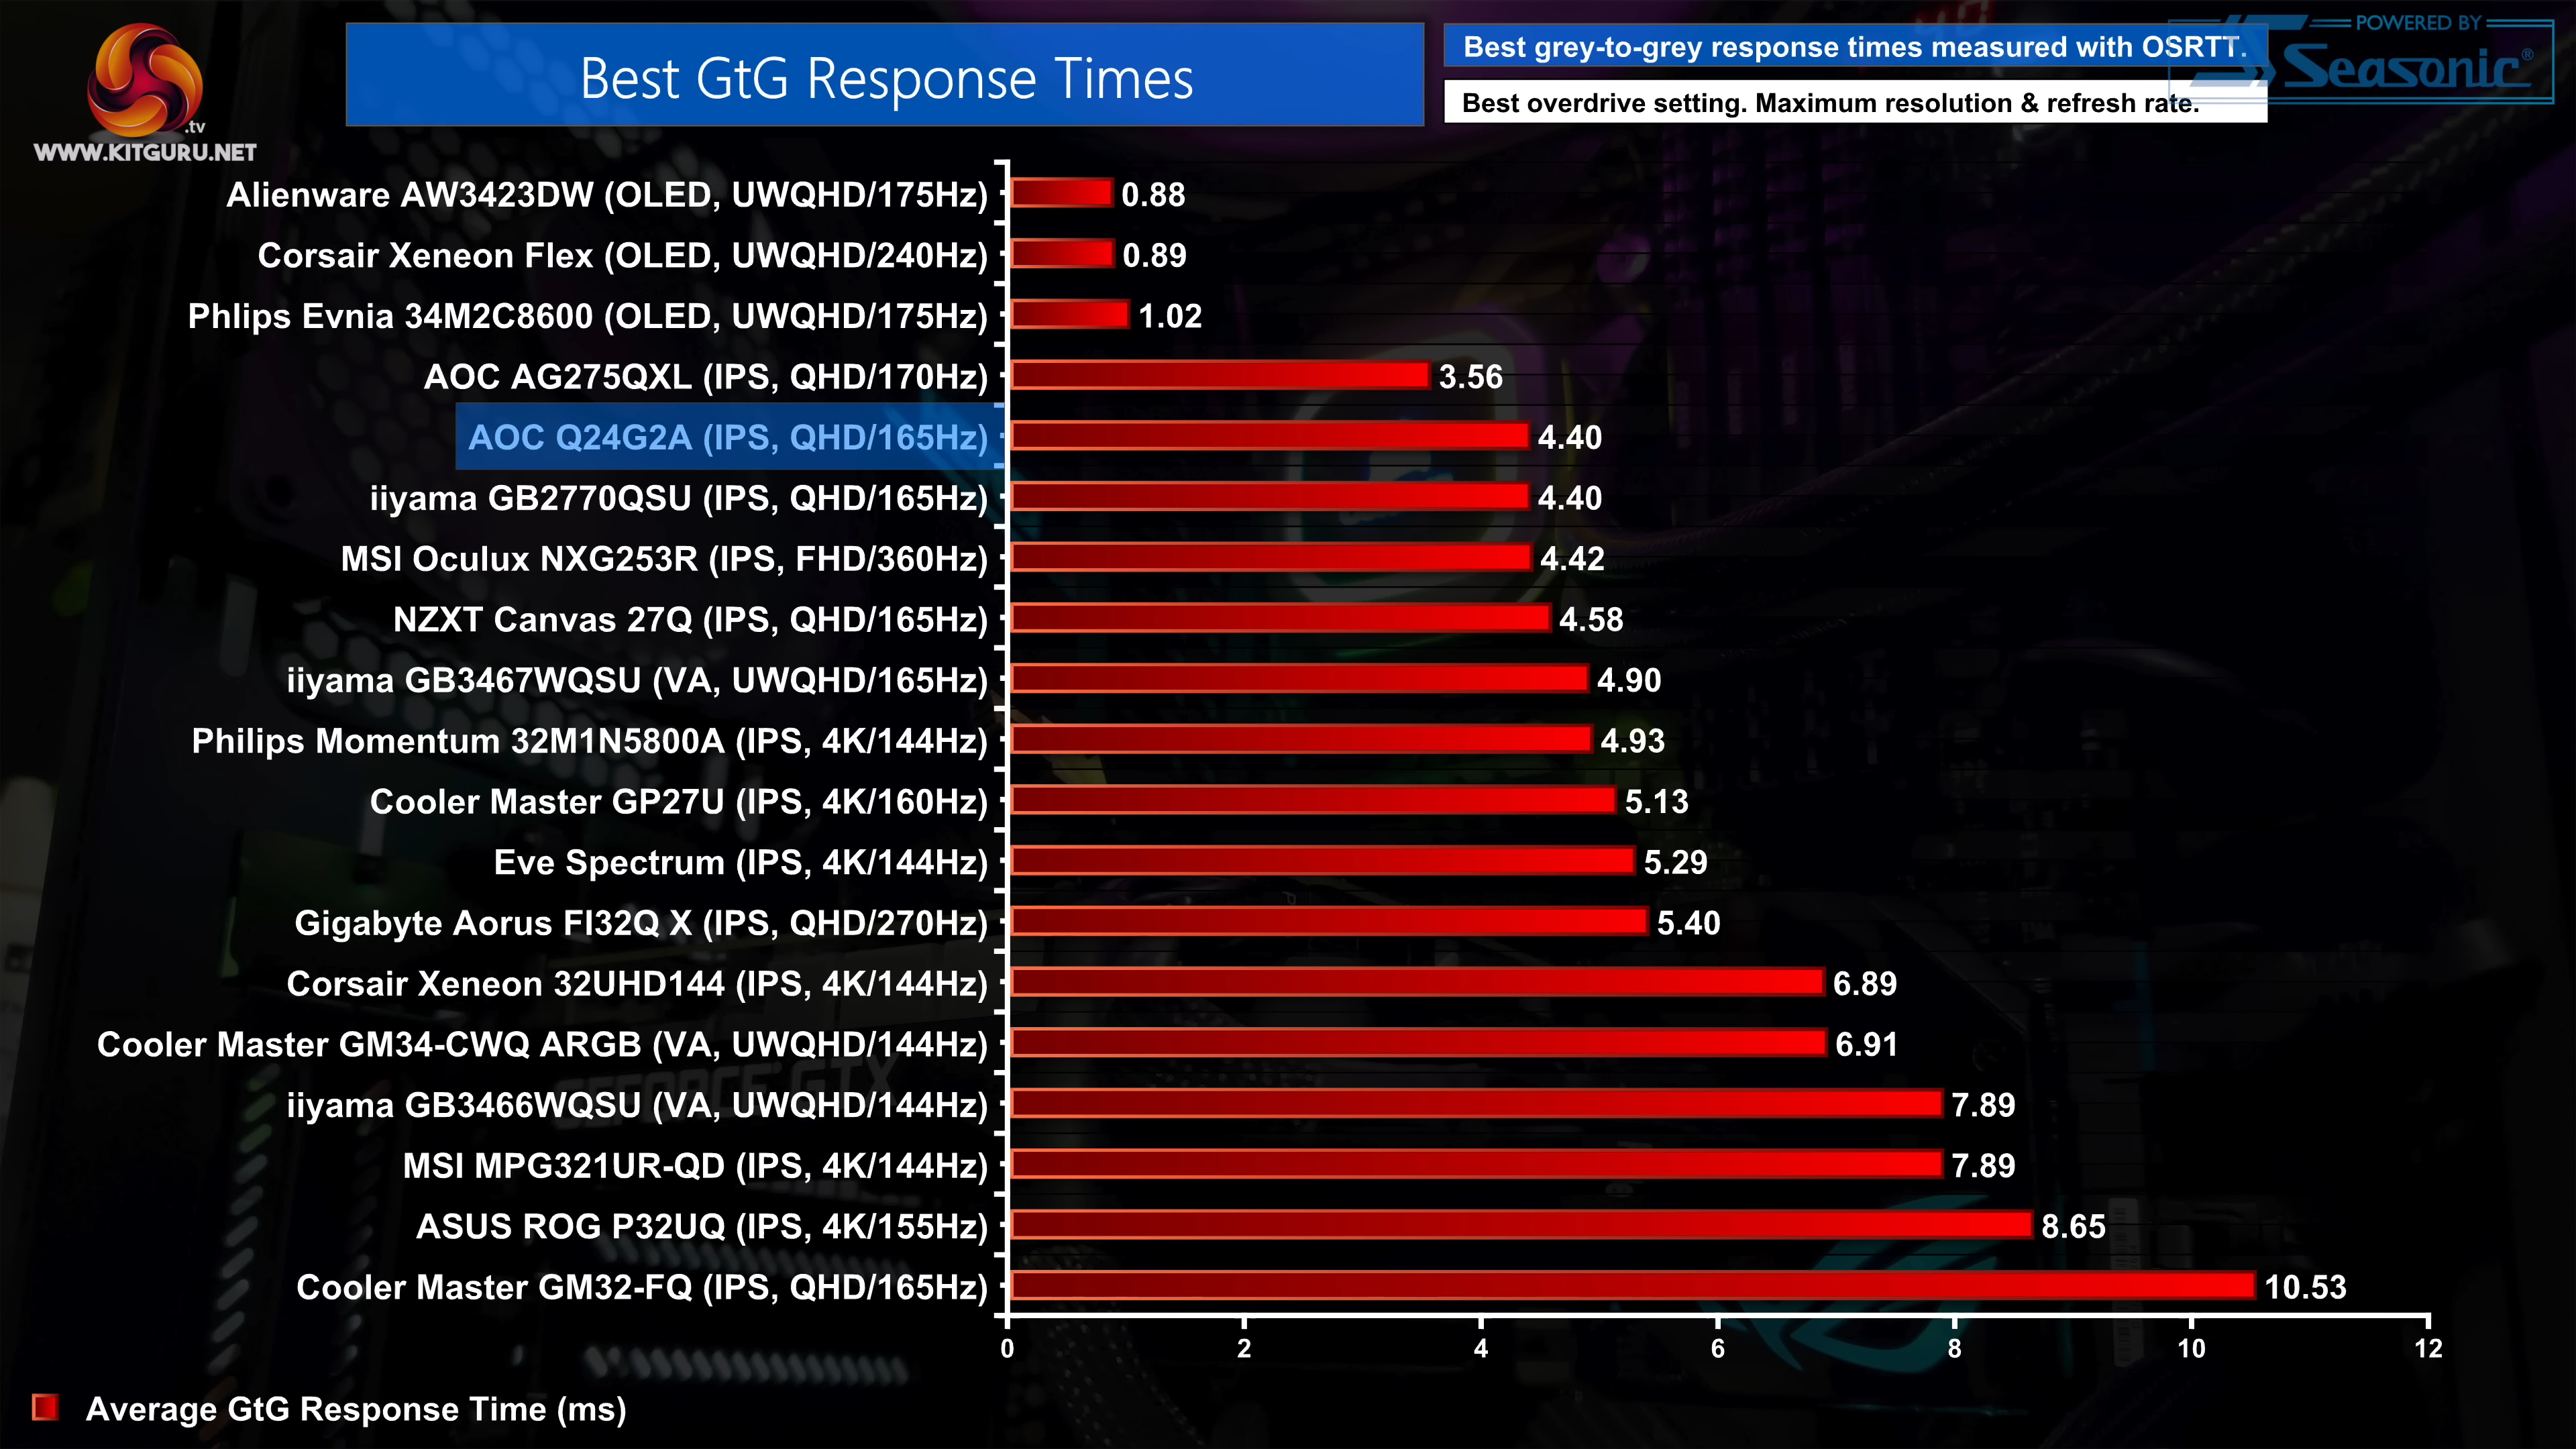 .tv
WWW.KITGURU.NET
Best GtG Response Times
Best grey-to-grey response times measured with OSRTT.
Best overdrive setting. Maximum resolution & refresh rate.
POWERED BY
Seasonic®
Alienware AW3423DW (OLED, UWQHD/175Hz) 0.88
Corsair Xeneon Flex (OLED, UWQHD/240Hz) 0.89
Phlips Evnia 34M2C8600 (OLED, UWQHD/175Hz) 1.02
AOC AG275QXL (IPS, QHD/170Hz) 3.56
AOC Q24G2A (IPS, QHD/165Hz) 4.40
iiyama GB2770QSU (IPS, QHD/165Hz) 4.40
MSI Oculux NXG253R (IPS, FHD/360Hz) 4.42
NZXT Canvas 27Q (IPS, QHD/165Hz) 4.58
iiyama GB3467WQSU (VA, UWQHD/165Hz) 4.90
Philips Momentum 32M1N5800A (IPS, 4K/144Hz) 4.93
Cooler Master GP27U (IPS, 4K/160Hz) 5.13
Eve Spectrum (IPS, 4K/144Hz) 5.29
Gigabyte Aorus FI32Q X (IPS, QHD/270Hz) 5.40
Corsair Xeneon 32UHD144 (IPS, 4K/144Hz) 6.89
Cooler Master GM34-CWQ ARGB (VA, UWQHD/144Hz) 6.91
GEFORCE GTX
iiyama GB3466WQSU (VA, UWQHD/144Hz) 7.89
MSI MPG321UR-QD (IPS, 4K/144Hz) 7.89
ASUS ROG P32UQ (IPS, 4K/155Hz) 8.65
Cooler Master GM32-FQ (IPS, QHD/165Hz) 10.53
0 2 4 6 8 10 12
Average GtG Response Time (ms)